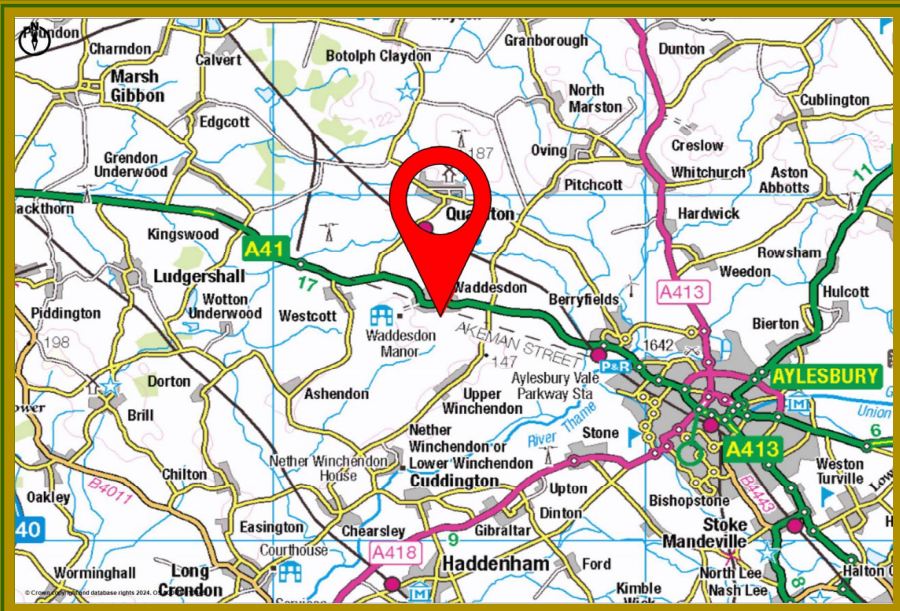 N
Charndon
Calvert
Botolph Claydon
Granborough
Dunton
Marsh
Gibbon
North
Marston
Cublington
Edgcott
187
Oving
Creslow
Grendon
Underwood
Whitchurch
Aston
Abbotts
11
Pitchcott
ackthorn
Kingswood
Hardwick
A41
Rowsham
Weedon
Ludgershall
17
Waddesdon
Berryfields
A413
Hulcott
Wotton
Underwood
Westcott
Piddington
Bierton
Waddesdon
Manor
AKEMAN STREET
1642
198
147
P&R
AYLESBURY
Aylesbury Vale
Parkway Sta
Dorton
Ashendon
Upper
Winchendon
M
Union
Brill
River Thame
Nether
Winchendon or
Lower Winchendon
Stone
6
A413
Nether Winchendon
House
Cuddington
Weston
Turville
Chilton
B4011
Oakley
Upton
Bishopstone
B4443
Dinton
40
Easington
Chearsley
9
Gibraltar
Stoke
Mandeville
Courthouse
A418
Haddenham
Ford
Worminghall
Long
Crendon
North Lee
Nash Lee
8
Halton
M
Kimble
Wick